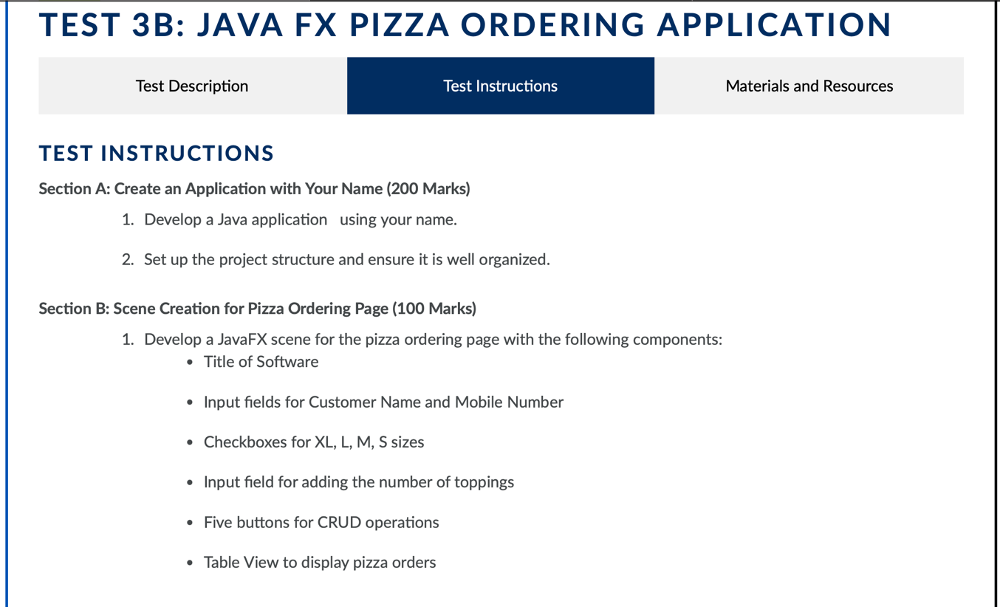 TEST 3B: JAVA FX PIZZA ORDERING APPLICATION
Test Description
Test Instructions
Materials and Resources
TEST INSTRUCTIONS
Section A: Create an Application with Your Name (200 Marks)
1. Develop a Java application   using your name.
2. Set up the project structure and ensure it is well organized.
Section B: Scene Creation for Pizza Ordering Page (100 Marks)
1. Develop a JavaFX scene for the pizza ordering page with the following components:
• Title of Software
• Input fields for Customer Name and Mobile Number
• Checkboxes for XL, L, M, S sizes
• Input field for adding the number of toppings
• Five buttons for CRUD operations
• Table View to display pizza orders